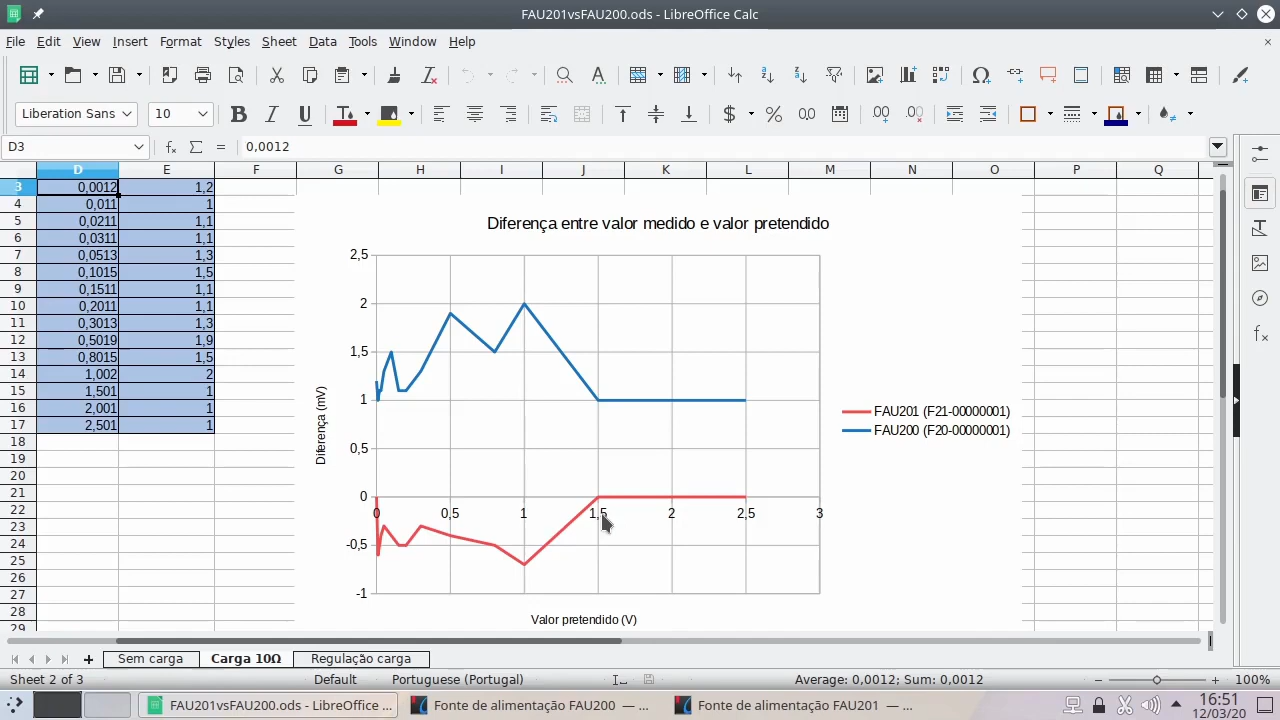 FAU201vsFAU200.ods - LibreOffice Calc
File Edit View Insert Format Styles Sheet Data Tools Window Help
Liberation Sans 10
D3 0,0012
D E F G H I J K L M N O P Q
3 0,0012 1,2
4 0,011 1
5 0,0211 1,1
6 0,0311 1,1
7 0,0513 1,3
8 0,1015 1,5
9 0,1511 1,1
10 0,2011 1,1
11 0,3013 1,3
12 0,5019 1,9
13 0,8015 1,5
14 1,002 2
15 1,501 1
16 2,001 1
17 2,501 1
18
19
20
21
22
23
24
25
26
27
28
29
Diferença entre valor medido e valor pretendido
2,5
2
1,5
1
0,5
0
-0,5
-1
Diferença (mV)
0 0,5 1 1,5 2 2,5 3
Valor pretendido (V)
FAU201 (F21-00000001)
FAU200 (F20-00000001)
Sem carga Carga 10Ω Regulação carga
Sheet 2 of 3 Default Portuguese (Portugal) Average: 0,0012; Sum: 0,0012 100%
FAU201vsFAU200.ods - LibreOffice ... Fonte de alimentação FAU200 — ... Fonte de alimentação FAU201 — ... 16:51
12/03/20